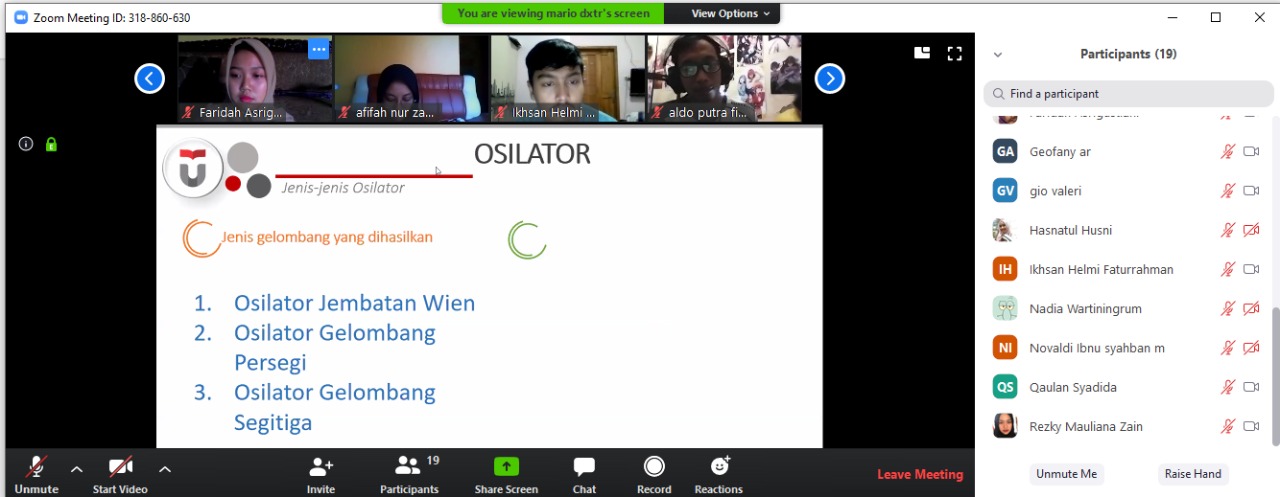 Zoom Meeting ID: 318-860-630
You are viewing mario dxtr's screen
View Options
Faridah Asrig...
afifah nur za...
Ikhsan Helmi ...
aldo putra fi...
OSILATOR
Jenis-jenis Osilator
Jenis gelombang yang dihasilkan
1. Osilator Jembatan Wien
2. Osilator Gelombang
Persegi
3. Osilator Gelombang
Segitiga
Unmute
Start Video
Invite
19
Participants
Share Screen
Chat
Record
Reactions
Leave Meeting
Participants (19)
Find a participant
GA Geofany ar
GV gio valeri
Hasnatul Husni
IH Ikhsan Helmi Faturrahman
Nadia Wartiningrum
NI Novaldi Ibnu syahban m
QS Qaulan Syadida
Rezky Mauliana Zain
Unmute Me
Raise Hand